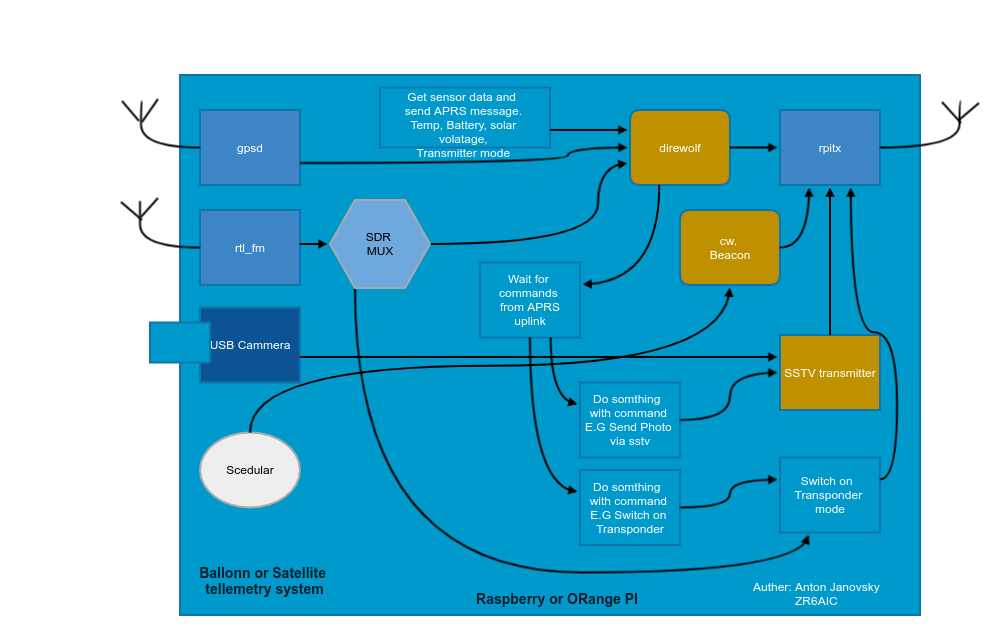 Get sensor data and
send APRS message.
Temp, Battery, solar
volatage,
Transmitter mode
gpsd
direwolf
rpitx
rtl_fm
SDR
MUX
cw.
Beacon
Wait for
commands
from APRS
uplink
USB Cammera
SSTV transmitter
Do somthing
with command
E.G Send Photo
via sstv
Scedular
Do somthing
with command
E.G Switch on
Transponder
Switch on
Transponder
mode
Ballonn or Satellite
tellemetry system
Raspberry or ORange PI
Auther: Anton Janovsky
ZR6AIC